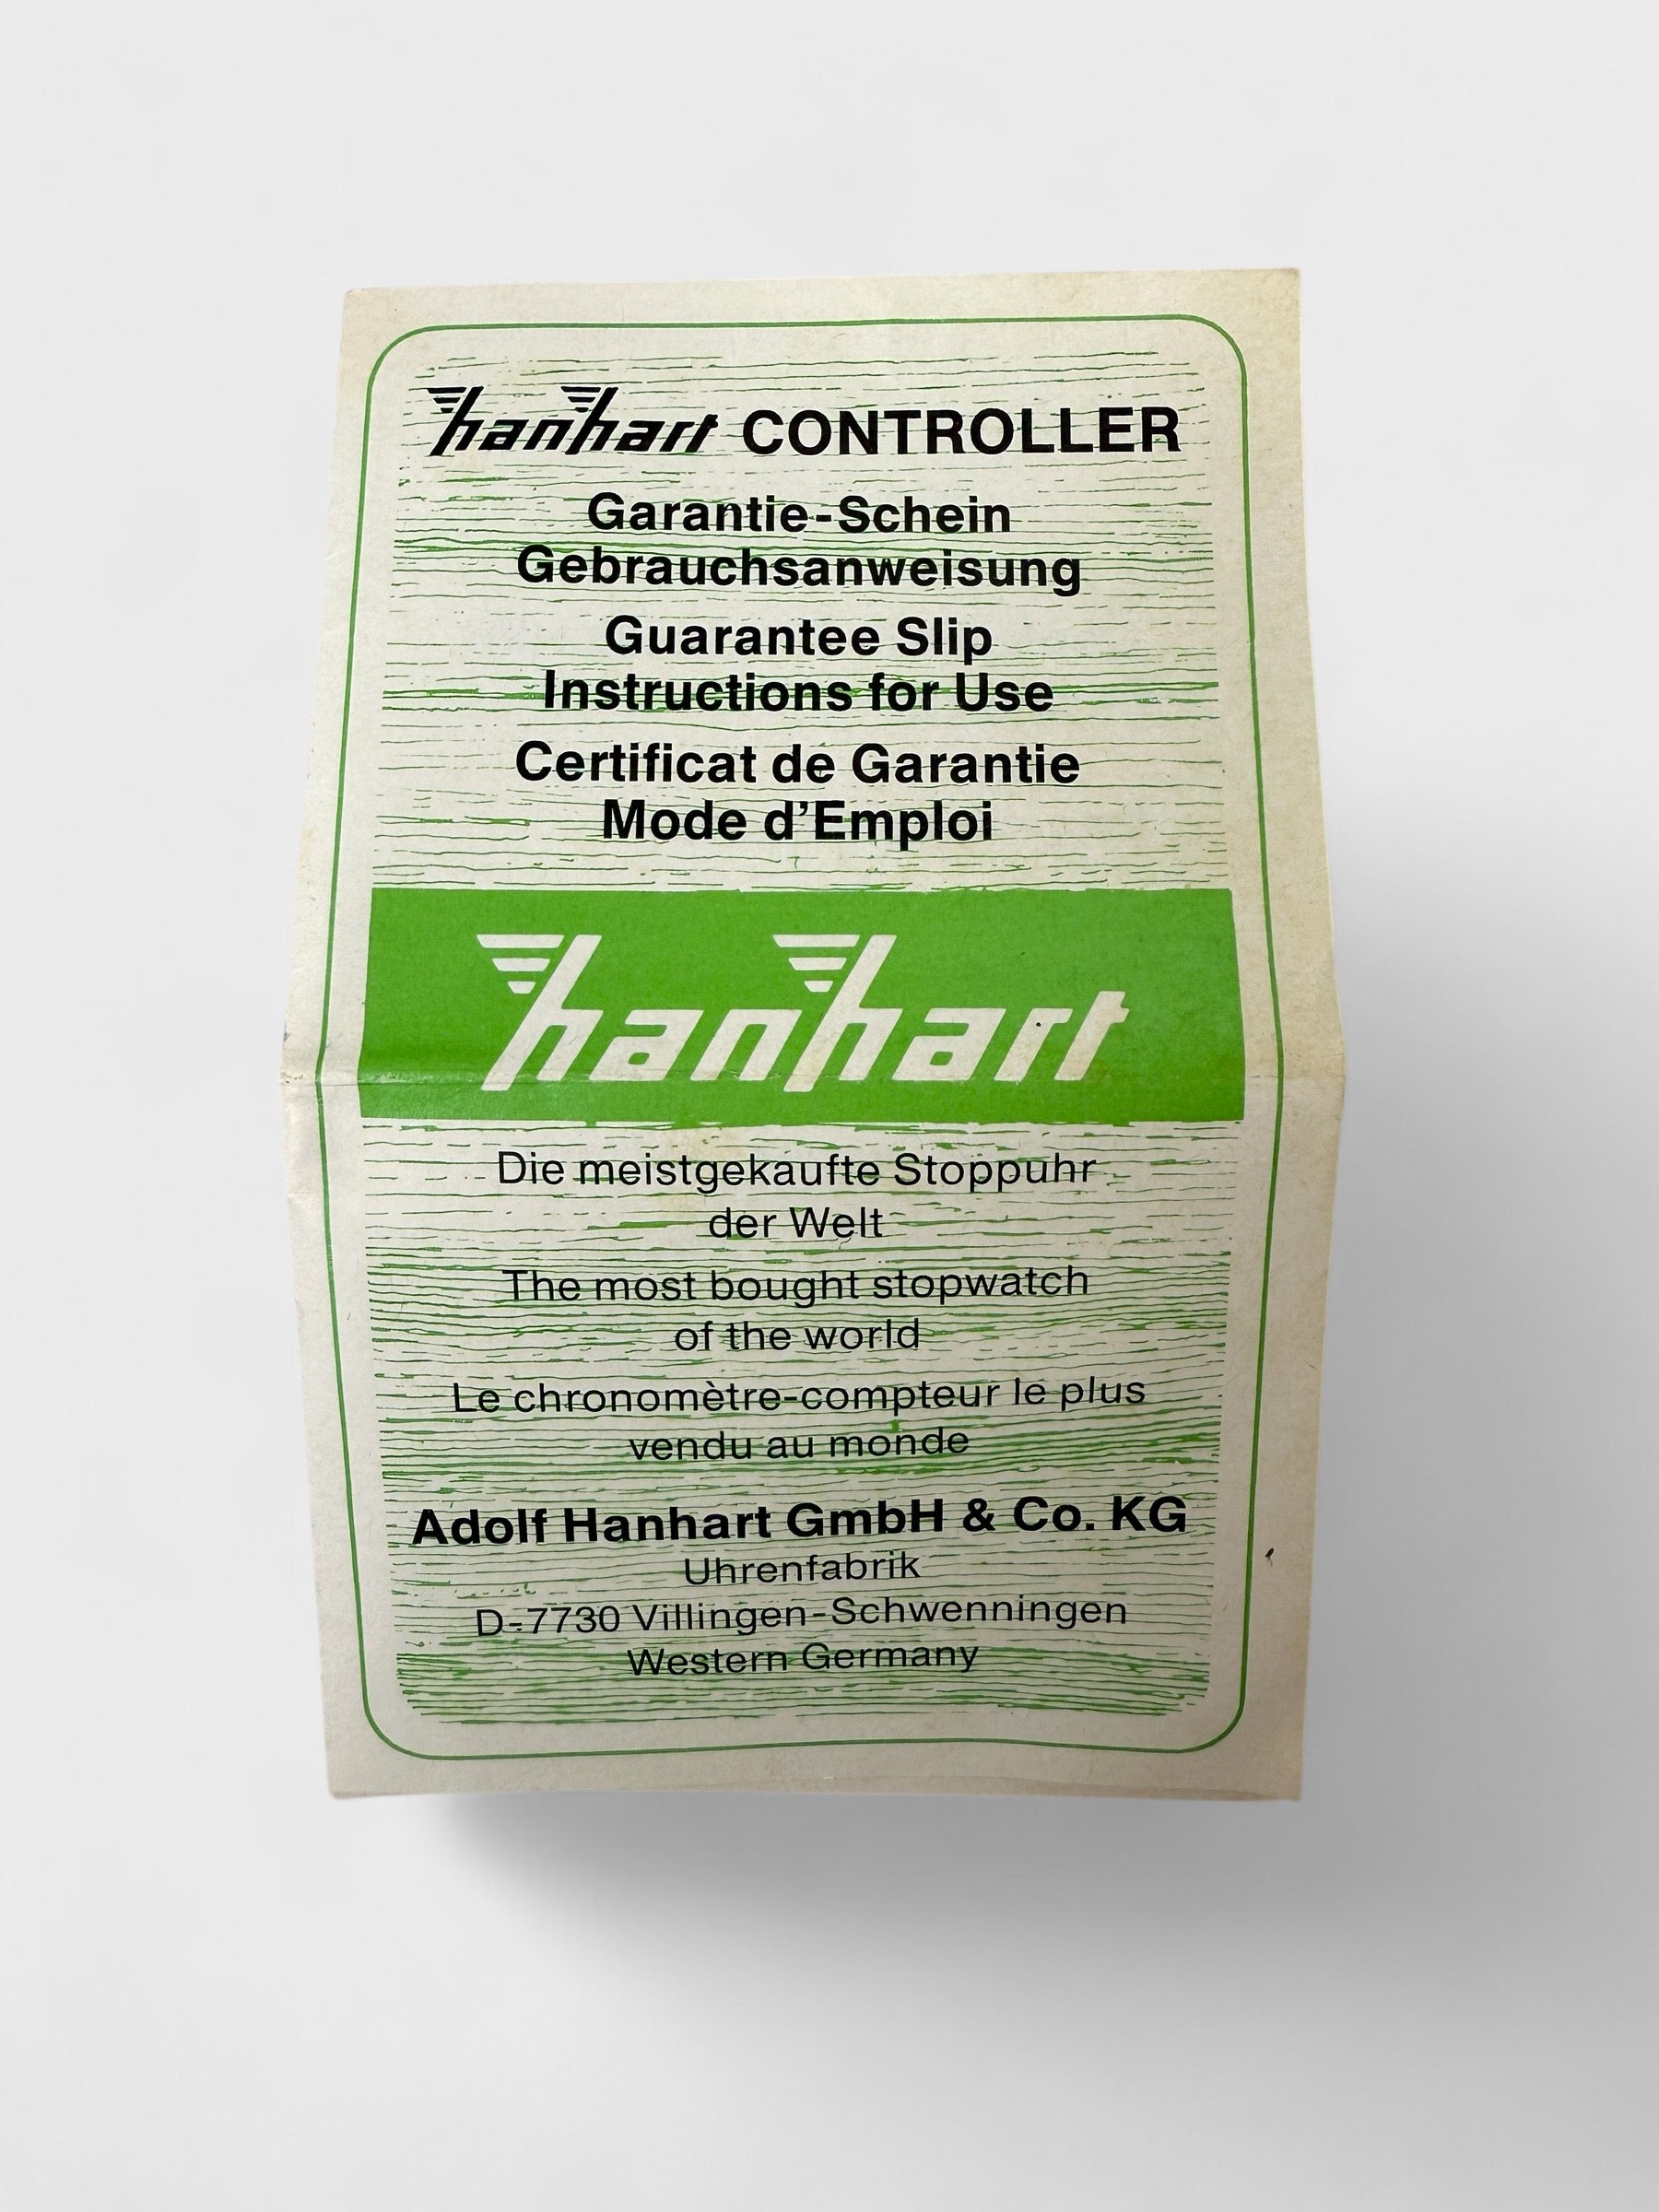 hanhart CONTROLLER
Garantie-Schein
Gebrauchsanweisung
Guarantee Slip
Instructions for Use
Certificat de Garantie
Mode d'Emploi
hanhart
Die meistgekaufte Stoppuhr
der Welt
The most bought stopwatch
of the world
Le chronomètre-compteur le plus
vendu au monde
Adolf Hanhart GmbH & Co. KG
Uhrenfabrik
D-7730 Villingen-Schwenningen
Western Germany